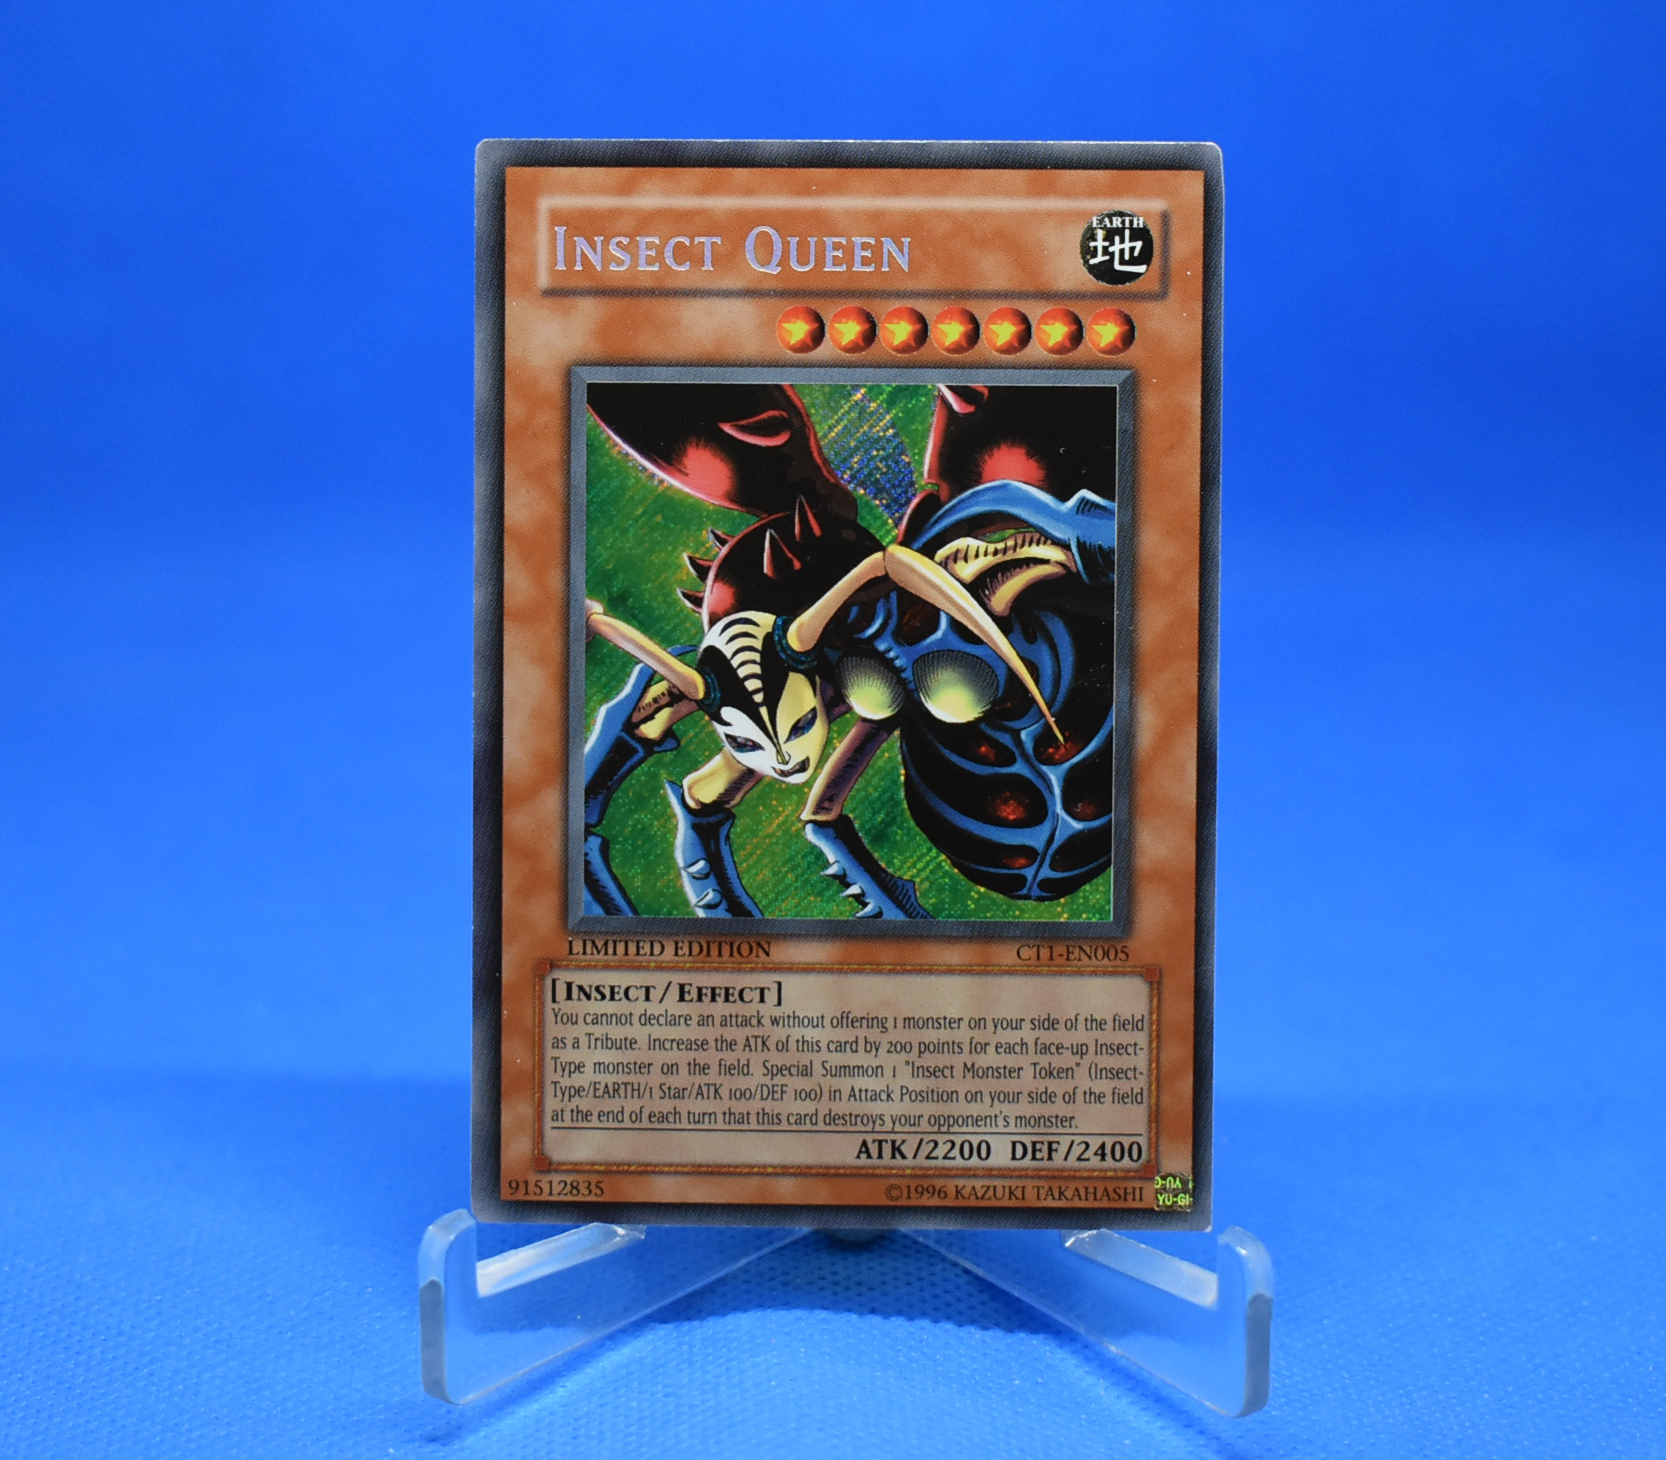 INSECT QUEEN
EARTH
地
LIMITED EDITION
CT1-EN005
[INSECT/EFFECT]
You cannot declare an attack without offering 1 monster on your side of the field
as a Tribute. Increase the ATK of this card by 200 points for each face-up Insect-
Type monster on the field. Special Summon 1 "Insect Monster Token" (Insect-
Type/EARTH/1 Star/ATK 100/DEF 100) in Attack Position on your side of the field
at the end of each turn that this card destroys your opponent's monster.
ATK/2200 DEF/2400
91512835
©1996 KAZUKI TAKAHASHI
YU-GI-